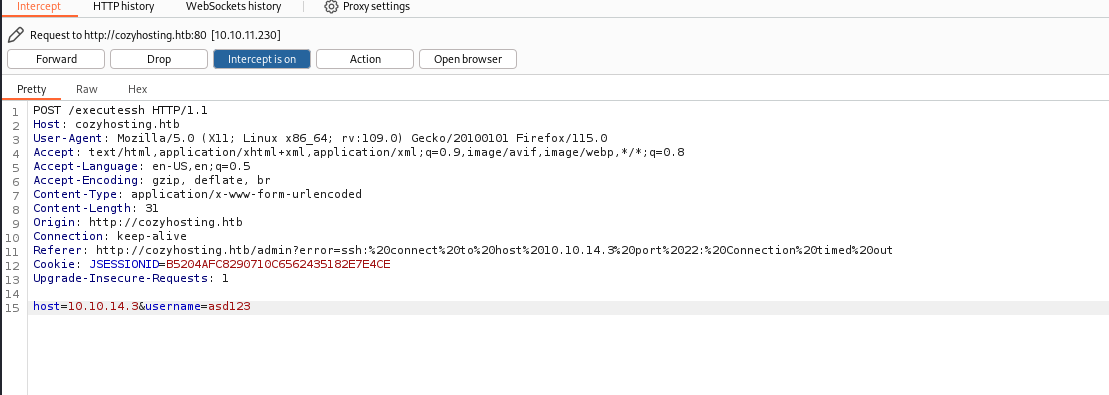 Intercept HTTP history WebSockets history Proxy settings
Request to http://cozyhosting.htb:80 [10.10.11.230]
Forward Drop Intercept is on Action Open browser
Pretty Raw Hex
1 POST /executessh HTTP/1.1
2 Host: cozyhosting.htb
3 User-Agent: Mozilla/5.0 (X11; Linux x86_64; rv:109.0) Gecko/20100101 Firefox/115.0
4 Accept: text/html,application/xhtml+xml,application/xml;q=0.9,image/avif,image/webp,*/*;q=0.8
5 Accept-Language: en-US,en;q=0.5
6 Accept-Encoding: gzip, deflate, br
7 Content-Type: application/x-www-form-urlencoded
8 Content-Length: 31
9 Origin: http://cozyhosting.htb
10 Connection: keep-alive
11 Referer: http://cozyhosting.htb/admin?error=ssh:%20connect%20to%20host%2010.10.14.3%20port%2022:%20Connection%20timed%20out
12 Cookie: JSESSIONID=B5204AFC8290710C6562435182E7E4CE
13 Upgrade-Insecure-Requests: 1
14
15 host=10.10.14.3&username=asd123